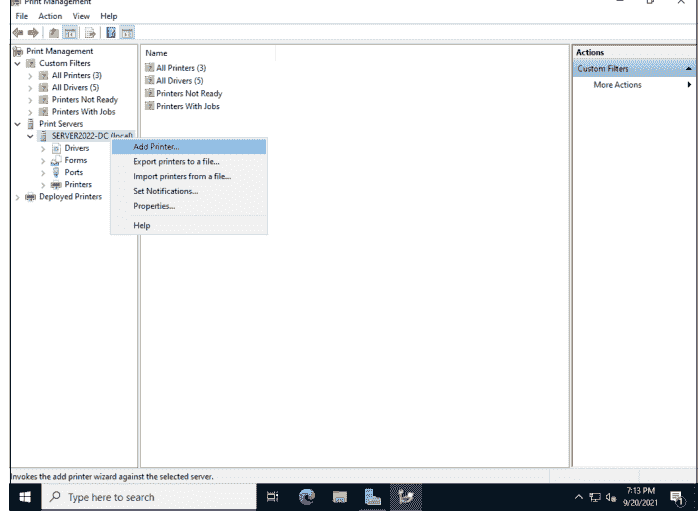 Print Management
File Action View Help
Print Management
Custom Filters
All Printers (3)
All Drivers (5)
Printers Not Ready
Printers With Jobs
Print Servers
SERVER2022-DC (local)
Drivers
Forms
Ports
Printers
Deployed Printers
Name
All Printers (3)
All Drivers (5)
Printers Not Ready
Printers With Jobs
Add Printer...
Export printers to a file...
Import printers from a file...
Set Notifications...
Properties...
Help
Actions
Custom Filters
More Actions
Invokes the add printer wizard against the selected server.
Type here to search
7:13 PM
9/20/2021